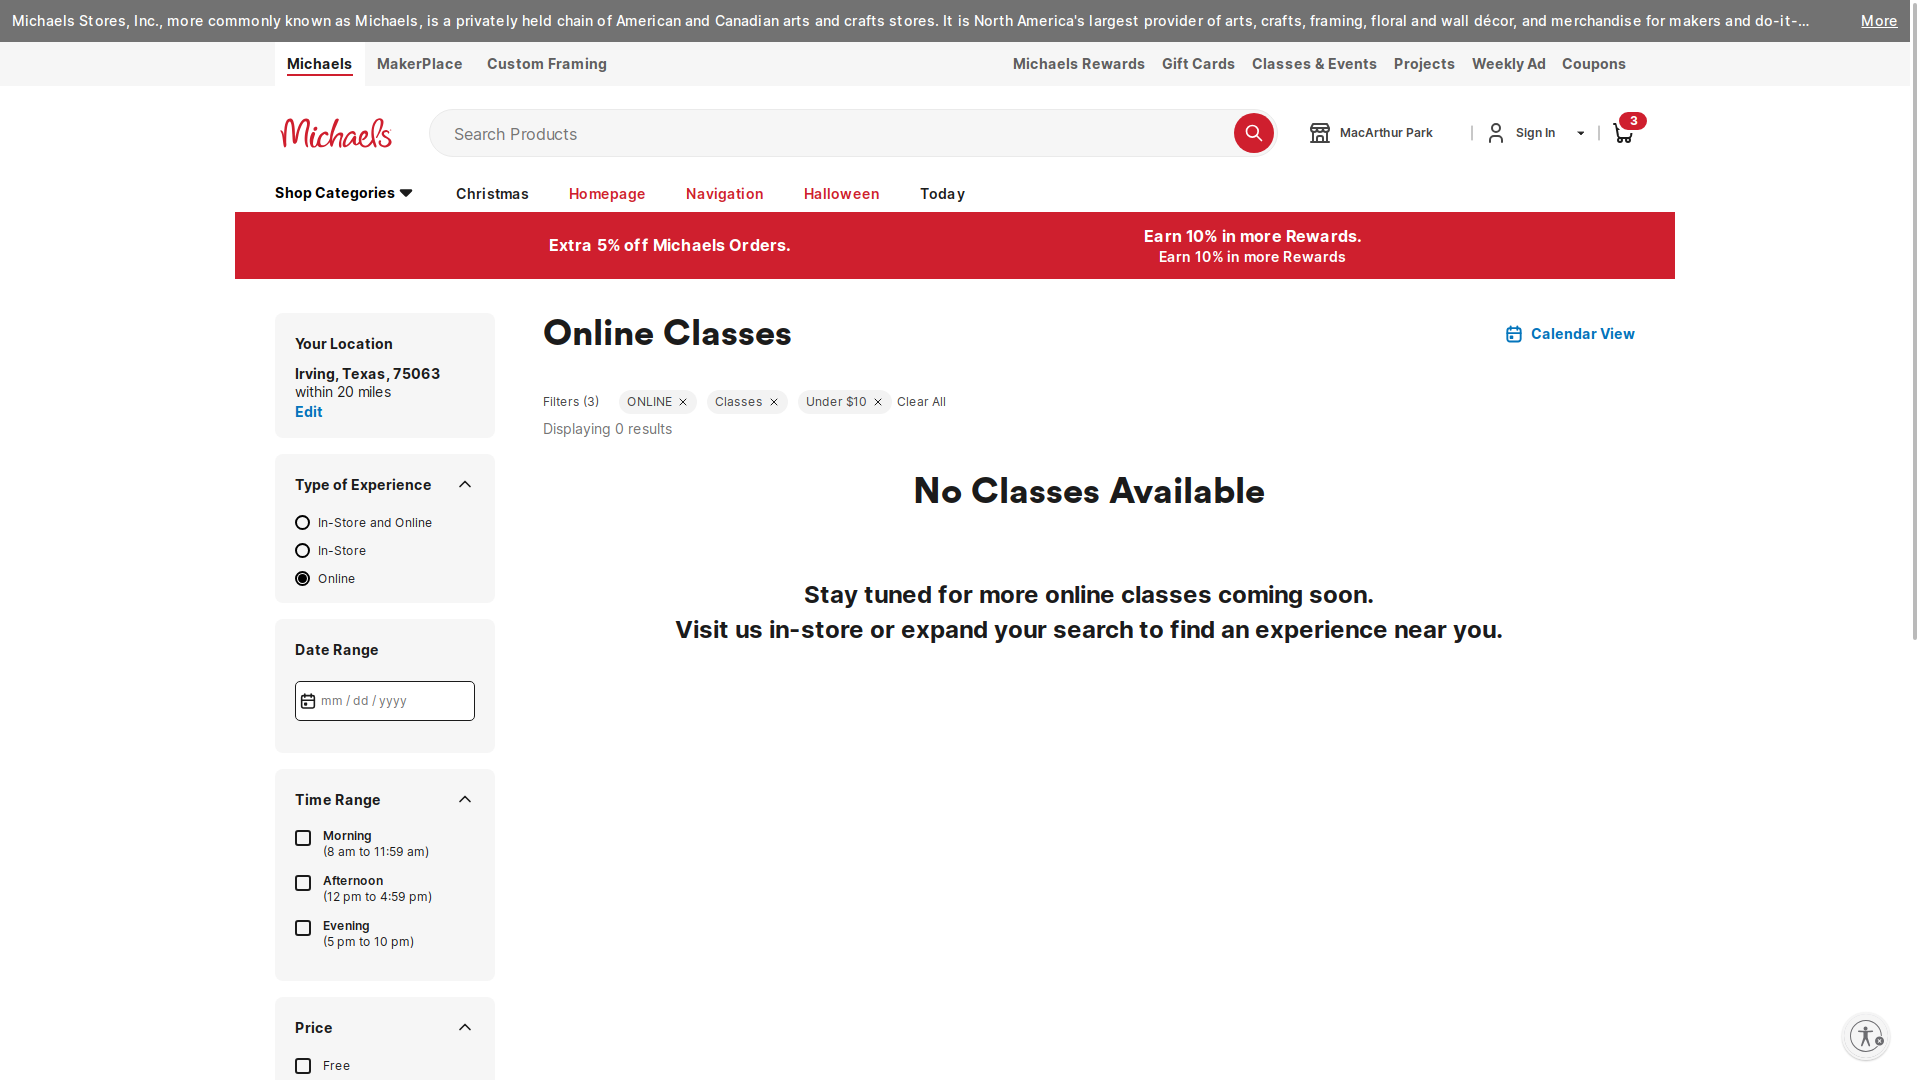 Michaels Stores, Inc., more commonly known as Michaels, is a privately held chain of American and Canadian arts and crafts stores. It is North America's largest provider of arts, crafts, framing, floral and wall décor, and merchandise for makers and do-it-... More
Michaels MakerPlace Custom Framing Michaels Rewards Gift Cards Classes & Events Projects Weekly Ad Coupons
Michaels Search Products MacArthur Park Sign In 3
Shop Categories Christmas Homepage Navigation Halloween Today
Extra 5% off Michaels Orders.
Earn 10% in more Rewards.
Earn 10% in more Rewards
Your Location
Irving, Texas, 75063
within 20 miles
Edit
Type of Experience
In-Store and Online
In-Store
Online
Date Range
mm / dd / yyyy
Time Range
Morning
(8 am to 11:59 am)
Afternoon
(12 pm to 4:59 pm)
Evening
(5 pm to 10 pm)
Price
Free
Online Classes
Calendar View
Filters (3) ONLINE Classes Under $10 Clear All
Displaying 0 results
No Classes Available
Stay tuned for more online classes coming soon.
Visit us in-store or expand your search to find an experience near you.